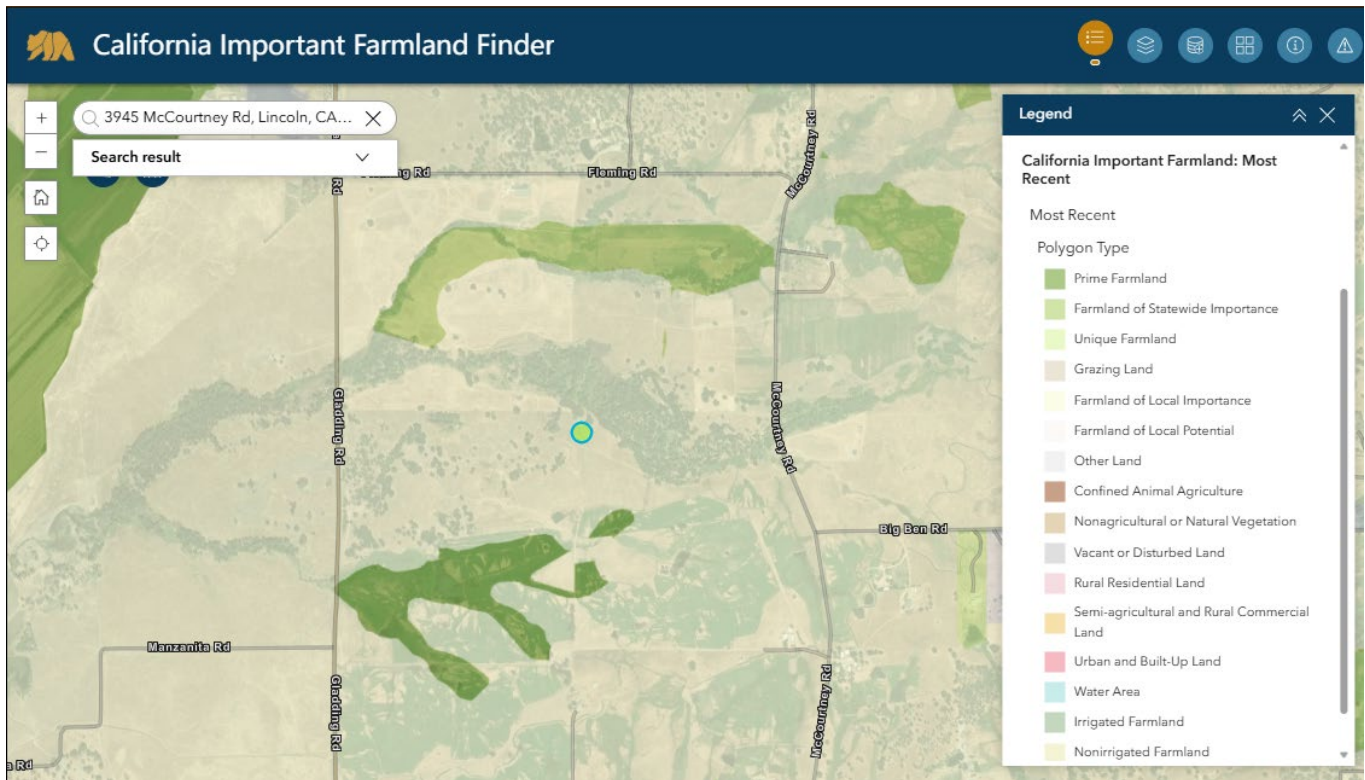 California Important Farmland Finder
3945 McCourtney Rd, Lincoln, CA...
Search result
Rd
Rd
Fleming Rd
McCourtney Rd
Gladding Rd
McCourtney Rd
Big Ben Rd
Manzanita Rd
Gladding Rd
McCourtney Rd
a Rd
Legend
California Important Farmland: Most
Recent
Most Recent
Polygon Type
Prime Farmland
Farmland of Statewide Importance
Unique Farmland
Grazing Land
Farmland of Local Importance
Farmland of Local Potential
Other Land
Confined Animal Agriculture
Nonagricultural or Natural Vegetation
Vacant or Disturbed Land
Rural Residential Land
Semi-agricultural and Rural Commercial
Land
Urban and Built-Up Land
Water Area
Irrigated Farmland
Nonirrigated Farmland